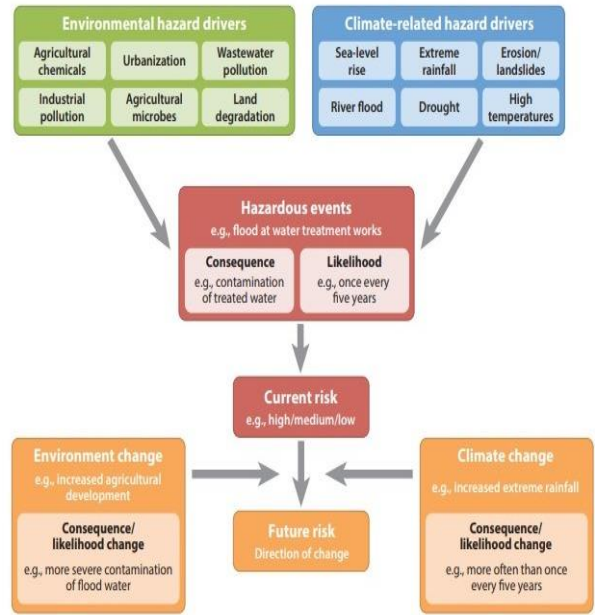 Environmental hazard drivers
Agricultural
chemicals
Urbanization
Wastewater
pollution
Industrial
pollution
Agricultural
microbes
Land
degradation
Climate-related hazard drivers
Sea-level
rise
Extreme
rainfall
Erosion/
landslides
River flood
Drought
High
temperatures
Hazardous events
e.g., flood at water treatment works
Consequence
e.g., contamination
of treated water
Likelihood
e.g., once every
five years
Current risk
e.g., high/medium/low
Environment change
e.g., increased agricultural
development
Consequence/
likelihood change
e.g., more severe contamination
of flood water
Future risk
Direction of change
Climate change
e.g., increased extreme rainfall
Consequence/
likelihood change
e.g., more often than once
every five years